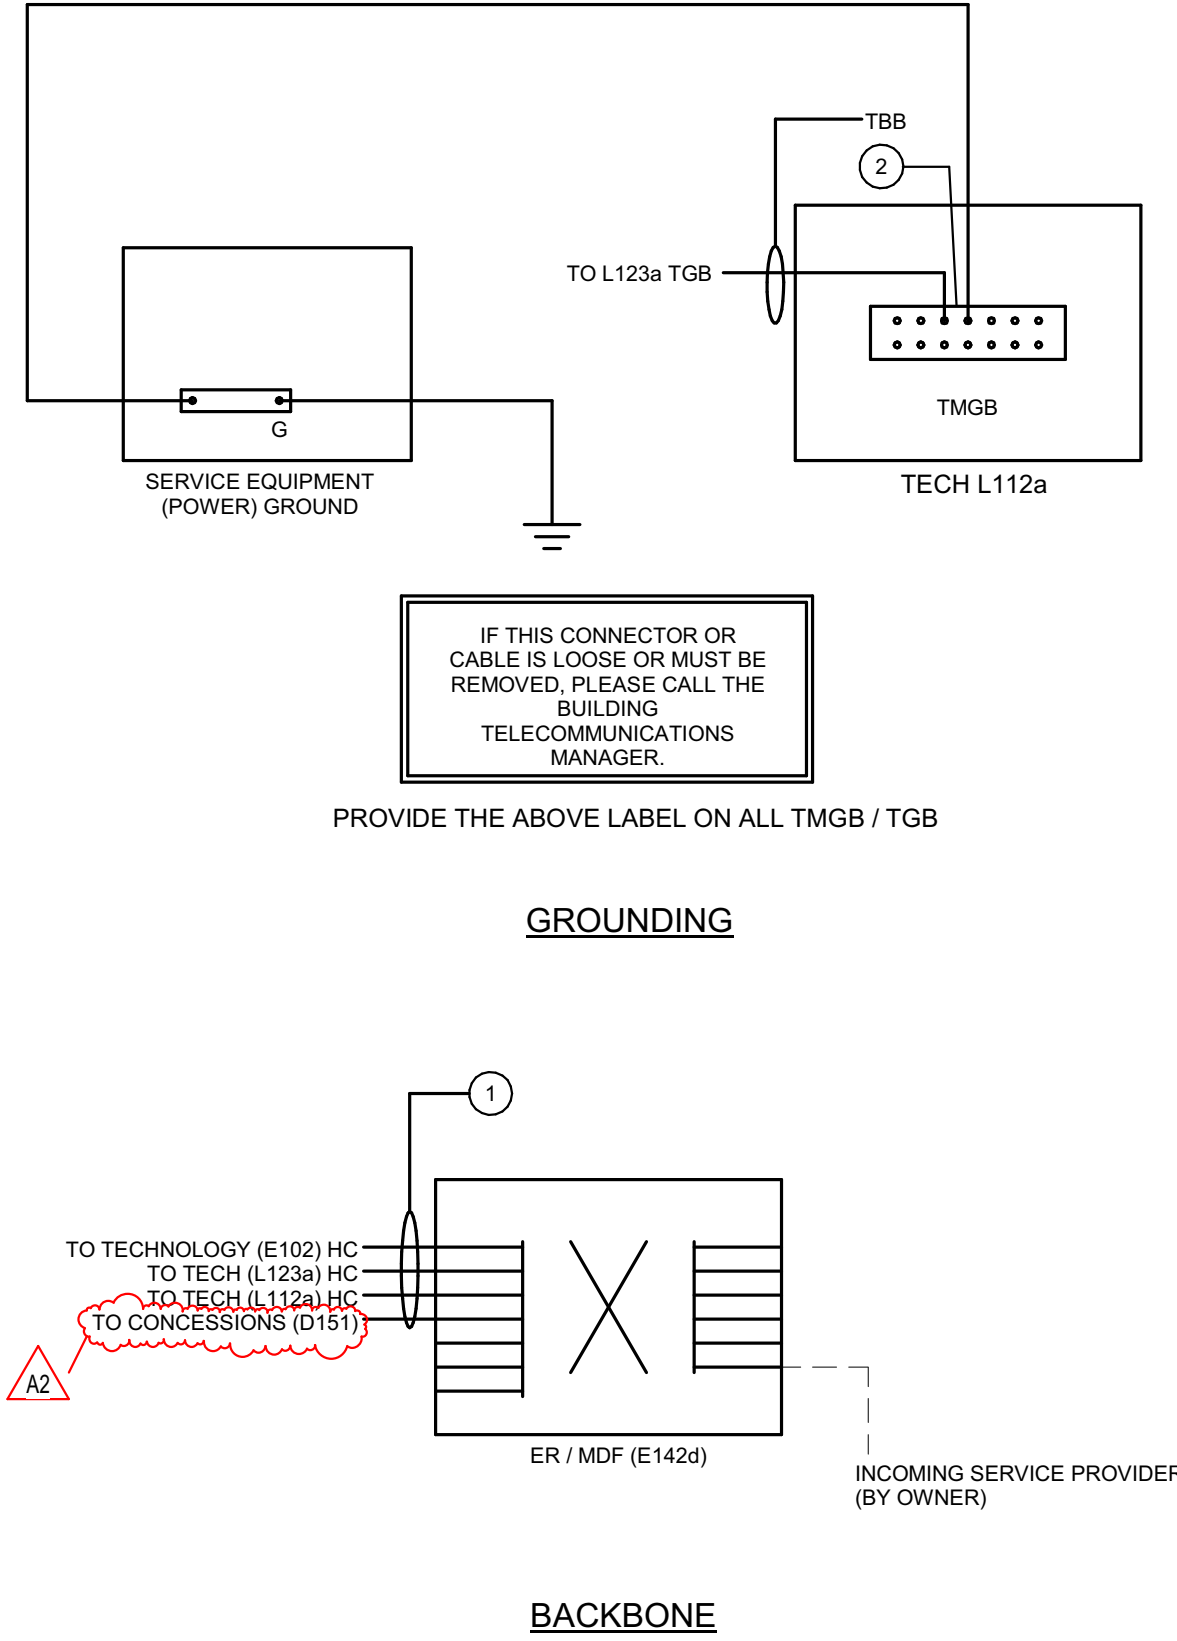 TBB
2
TO L123a TGB
TMGB
TECH L112a
G
SERVICE EQUIPMENT
(POWER) GROUND
IF THIS CONNECTOR OR
CABLE IS LOOSE OR MUST BE
REMOVED, PLEASE CALL THE
BUILDING
TELECOMMUNICATIONS
MANAGER.
PROVIDE THE ABOVE LABEL ON ALL TMGB / TGB
GROUNDING
1
TO TECHNOLOGY (E102) HC
TO TECH (L123a) HC
TO TECH (L112a) HC
TO CONCESSIONS (D151)
A2
ER / MDF (E142d)
INCOMING SERVICE PROVIDER
(BY OWNER)
BACKBONE